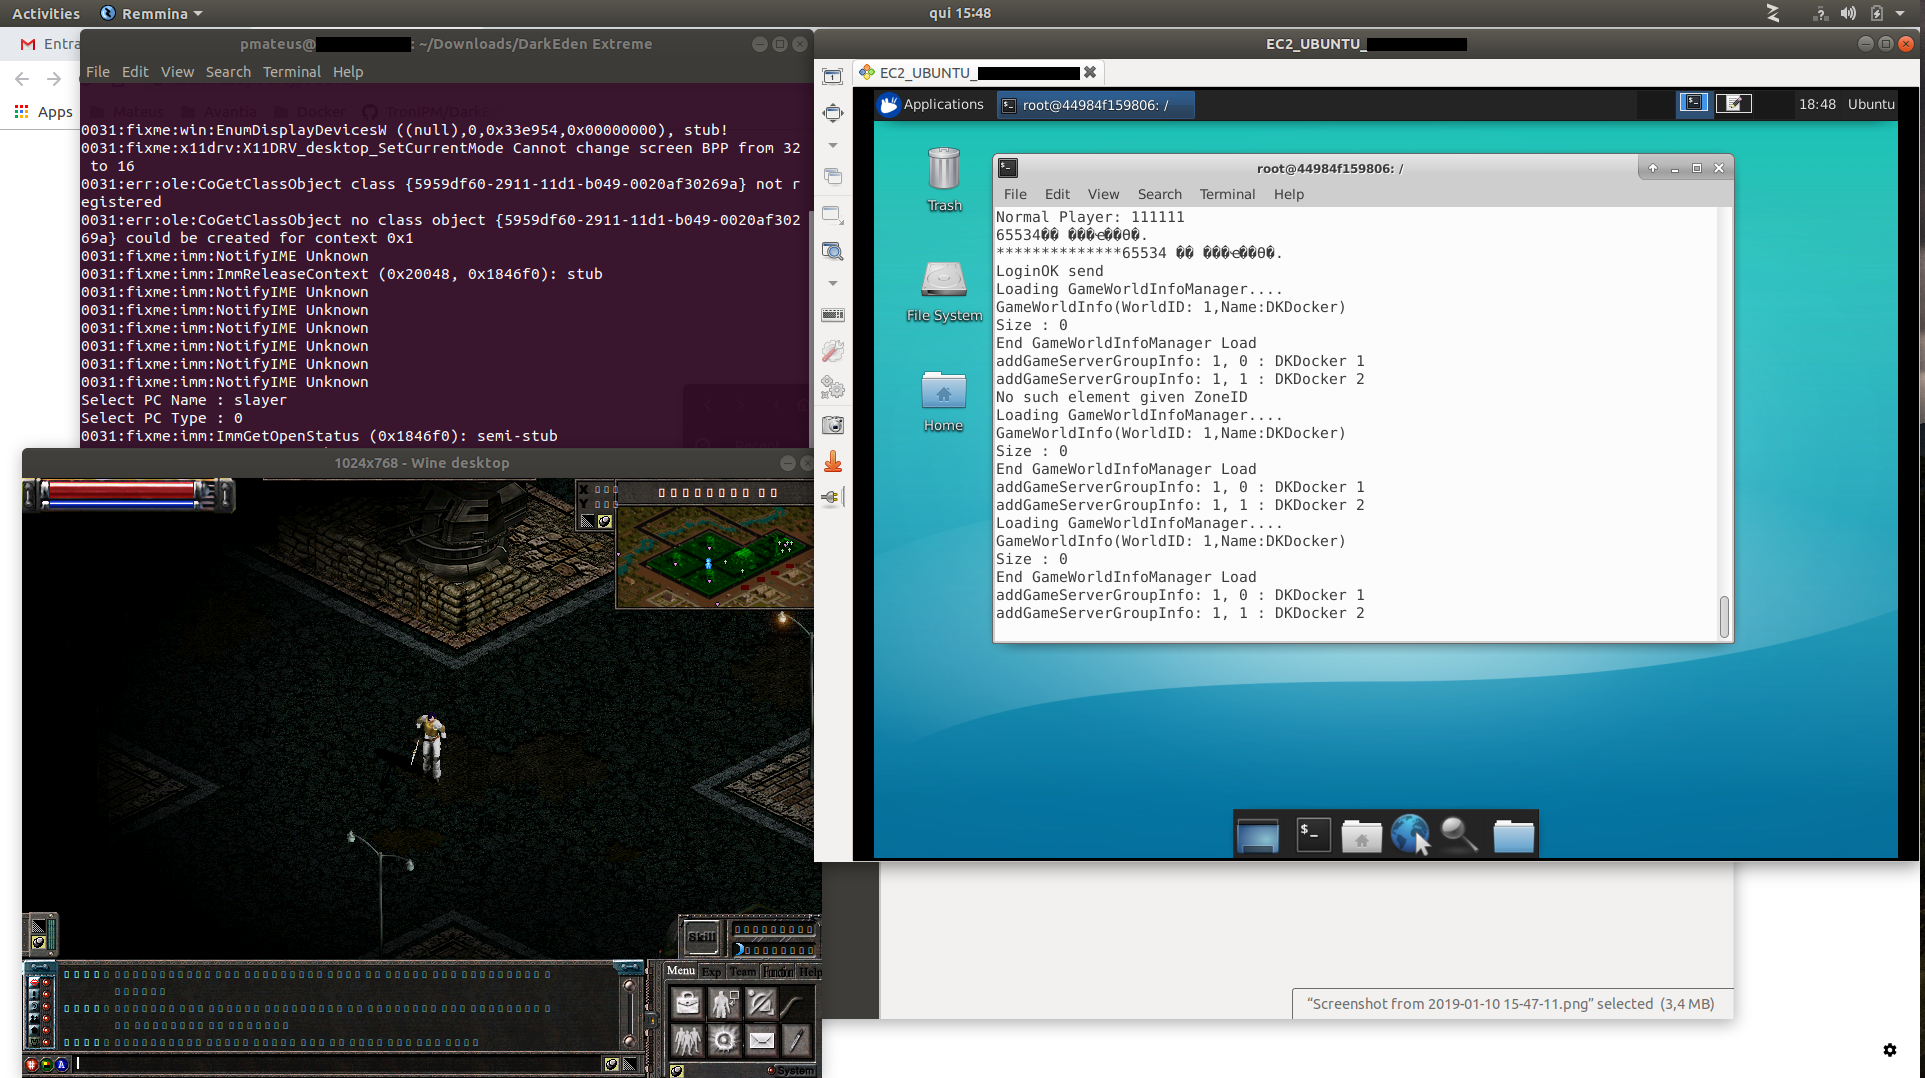 Activities
Remmina
qui 15:48
Entra
pmateus@
: ~/Downloads/DarkEden Extreme
File Edit View Search Terminal Help
Apps
Mateus
Avantia
Docker
0031:fixme:win:EnumDisplayDevicesW ((null),0,0x33e954,0x00000000), stub!
0031:fixme:x11drv:X11DRV_desktop_SetCurrentMode Cannot change screen BPP from 32
 to 16
0031:err:ole:CoGetClassObject class {5959df60-2911-11d1-b049-0020af30269a} not r
egistered
0031:err:ole:CoGetClassObject no class object {5959df60-2911-11d1-b049-0020af302
69a} could be created for context 0x1
0031:fixme:imm:NotifyIME Unknown
0031:fixme:imm:ImmReleaseContext (0x20048, 0x1846f0): stub
0031:fixme:imm:NotifyIME Unknown
0031:fixme:imm:NotifyIME Unknown
0031:fixme:imm:NotifyIME Unknown
0031:fixme:imm:NotifyIME Unknown
0031:fixme:imm:NotifyIME Unknown
0031:fixme:imm:NotifyIME Unknown
Select PC Name : slayer
Select PC Type : 0
0031:fixme:imm:ImmGetOpenStatus (0x1846f0): semi-stub
1024x768 - Wine desktop
X
Y
Skill
Menu Exp Team Function Help
System
EC2_UBUNTU_
EC2_UBUNTU_
Applications
root@44984f159806: /
18:48 Ubuntu
Trash
File System
Home
root@44984f159806: /
File Edit View Search Terminal Help
Normal Player: 111111
65534�� ���ҽ��Ѳ�.
**************65534 �� ���ҽ��Ѳ�.
LoginOK send
Loading GameWorldInfoManager....
GameWorldInfo(WorldID: 1,Name:DKDocker)
Size : 0
End GameWorldInfoManager Load
addGameServerGroupInfo: 1, 0 : DKDocker 1
addGameServerGroupInfo: 1, 1 : DKDocker 2
No such element given ZoneID
Loading GameWorldInfoManager....
GameWorldInfo(WorldID: 1,Name:DKDocker)
Size : 0
End GameWorldInfoManager Load
addGameServerGroupInfo: 1, 0 : DKDocker 1
addGameServerGroupInfo: 1, 1 : DKDocker 2
Loading GameWorldInfoManager....
GameWorldInfo(WorldID: 1,Name:DKDocker)
Size : 0
End GameWorldInfoManager Load
addGameServerGroupInfo: 1, 0 : DKDocker 1
addGameServerGroupInfo: 1, 1 : DKDocker 2
“Screenshot from 2019-01-10 15-47-11.png” selected (3,4 MB)